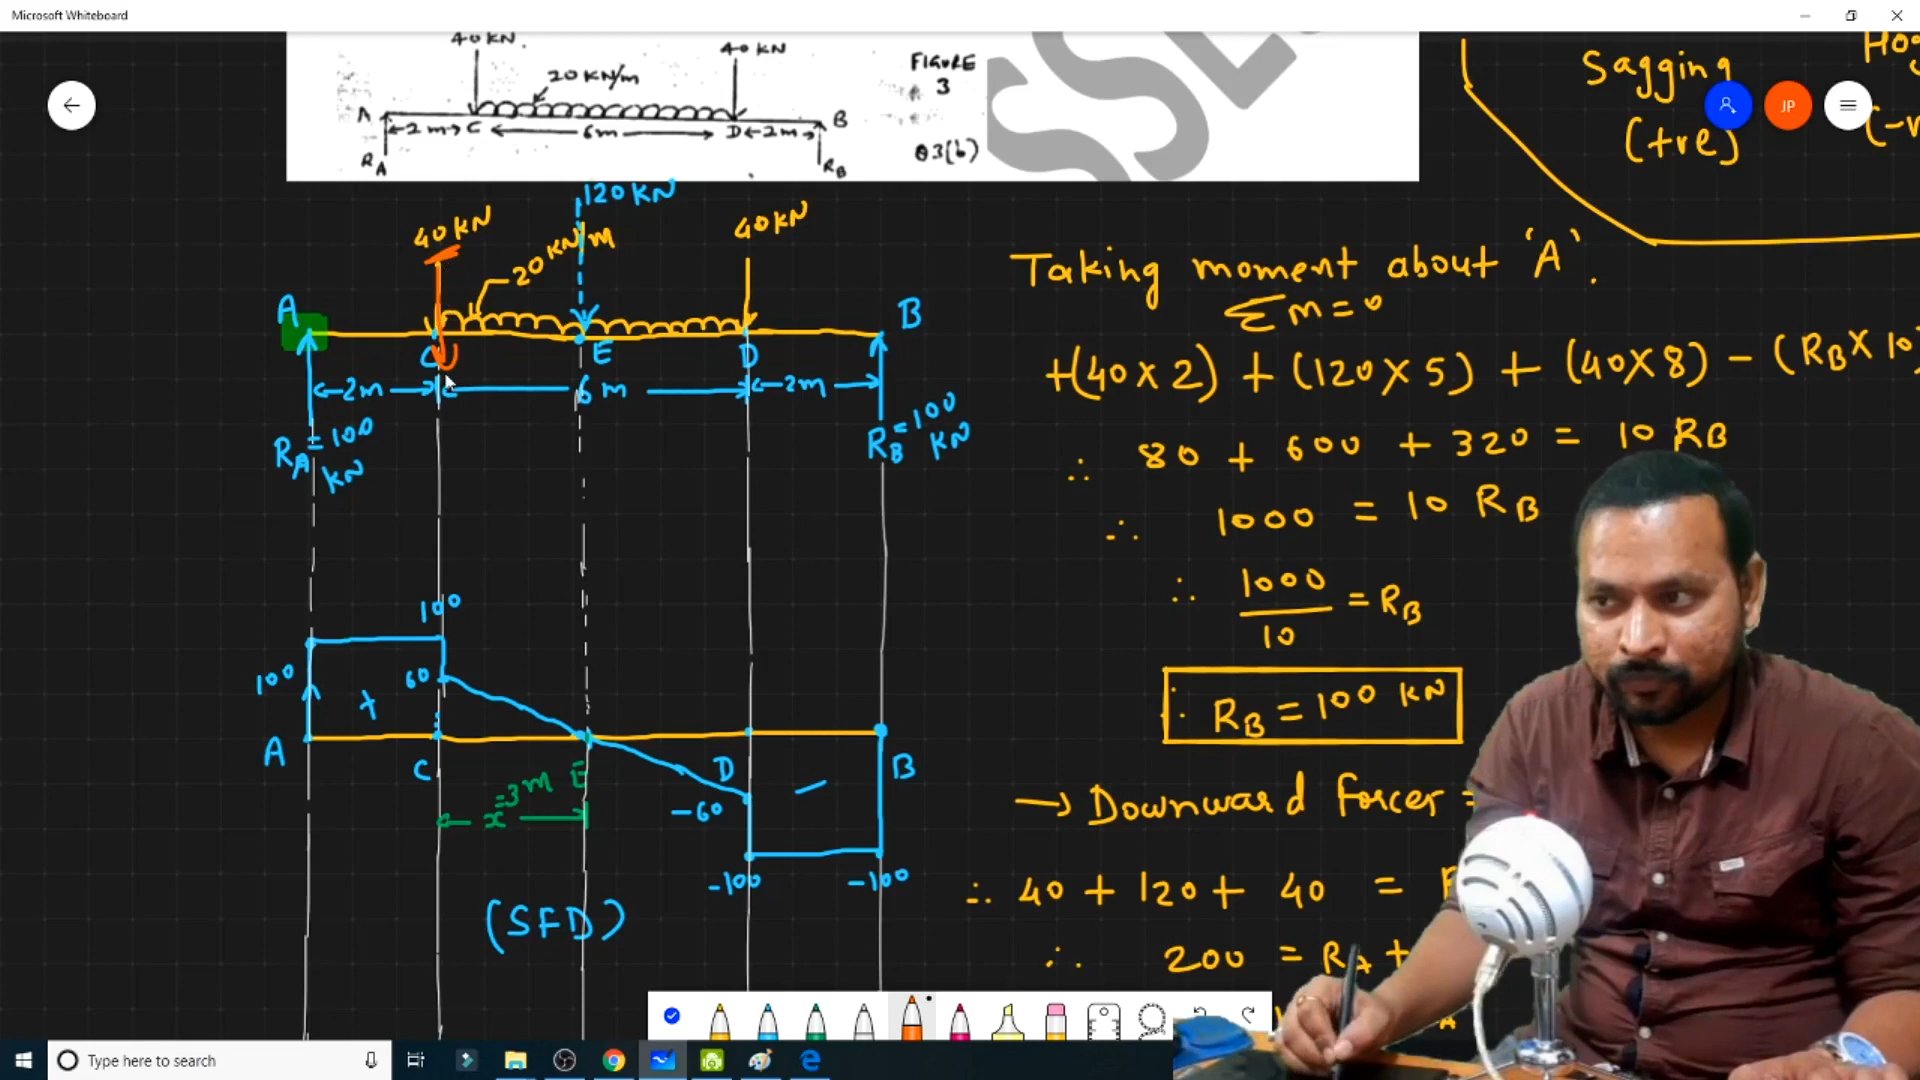 Microsoft Whiteboard
40 KN
40 KN
20 KN/m
FIGURE
3
A
2 m
C
6m
D
2 m
B
Q3(b)
RA
RB
Sagging
(+ve)
JP
120 KN
40 KN
20 KN/m
40 KN
A
C
E
D
B
2m
6 m
2m
RA = 100
KN
RB = 100
KN
Taking moment about 'A'.
Σm = 0
+(40 x 2) + (120 x 5) + (40 x 8) - (RB x 10
∴ 80 + 600 + 320 = 10 RB
∴ 1000 = 10 RB
∴ 1000
10
= RB
∴ RB = 100 KN
→ Downward Forcer =
∴ 40 + 120 + 40 =
∴ 200 = RA +
100
100
60
+
A
C
E
D
B
x = 3m
-60
-
-100
-100
(SFD)
Type here to search